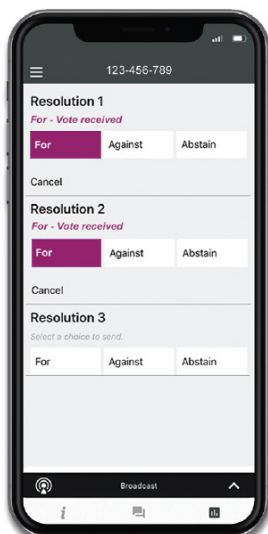 123-456-789
Resolution 1
For - Vote received
For Against Abstain
Cancel
Resolution 2
For - Vote received
For Against Abstain
Cancel
Resolution 3
Select a choice to send.
For Against Abstain
Broadcast
i